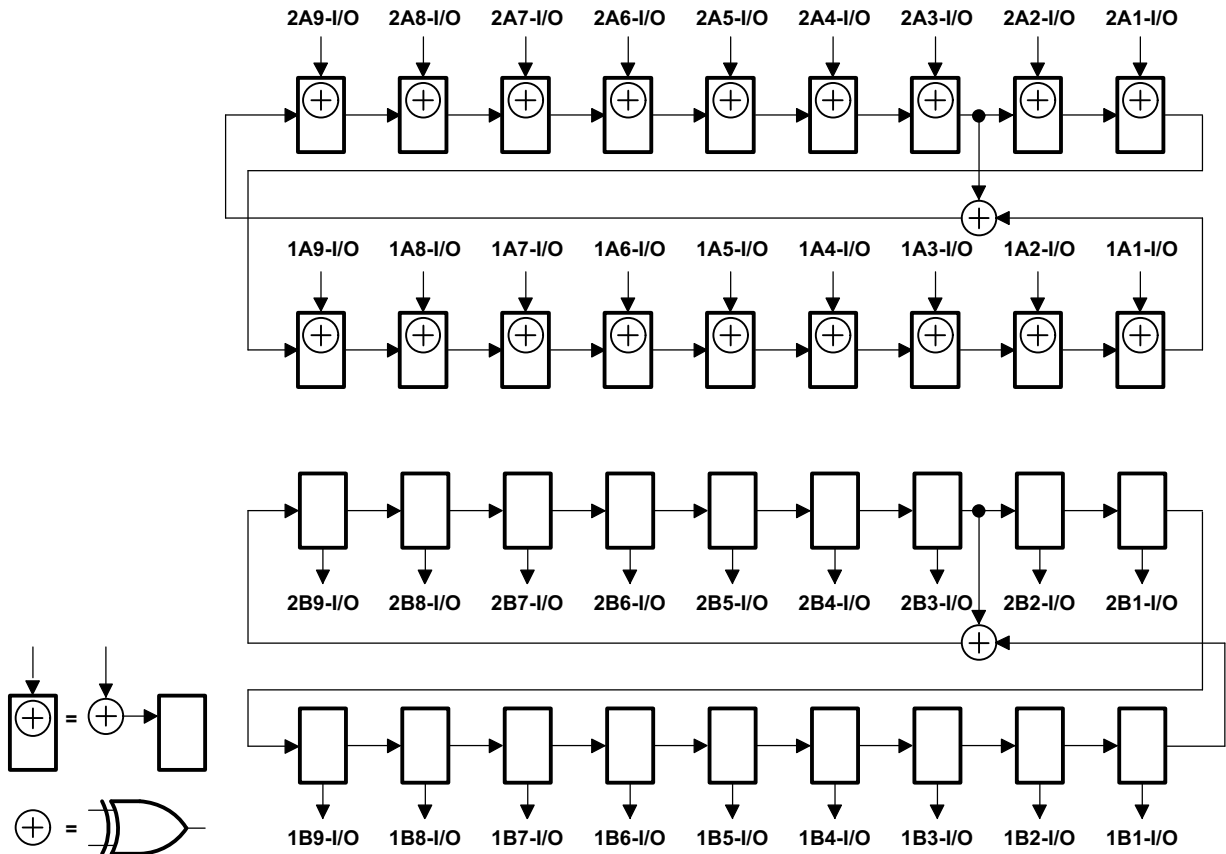 2A9-I/O 2A8-I/O 2A7-I/O 2A6-I/O 2A5-I/O 2A4-I/O 2A3-I/O 2A2-I/O 2A1-I/O
1A9-I/O 1A8-I/O 1A7-I/O 1A6-I/O 1A5-I/O 1A4-I/O 1A3-I/O 1A2-I/O 1A1-I/O
2B9-I/O 2B8-I/O 2B7-I/O 2B6-I/O 2B5-I/O 2B4-I/O 2B3-I/O 2B2-I/O 2B1-I/O
=
=
1B9-I/O 1B8-I/O 1B7-I/O 1B6-I/O 1B5-I/O 1B4-I/O 1B3-I/O 1B2-I/O 1B1-I/O